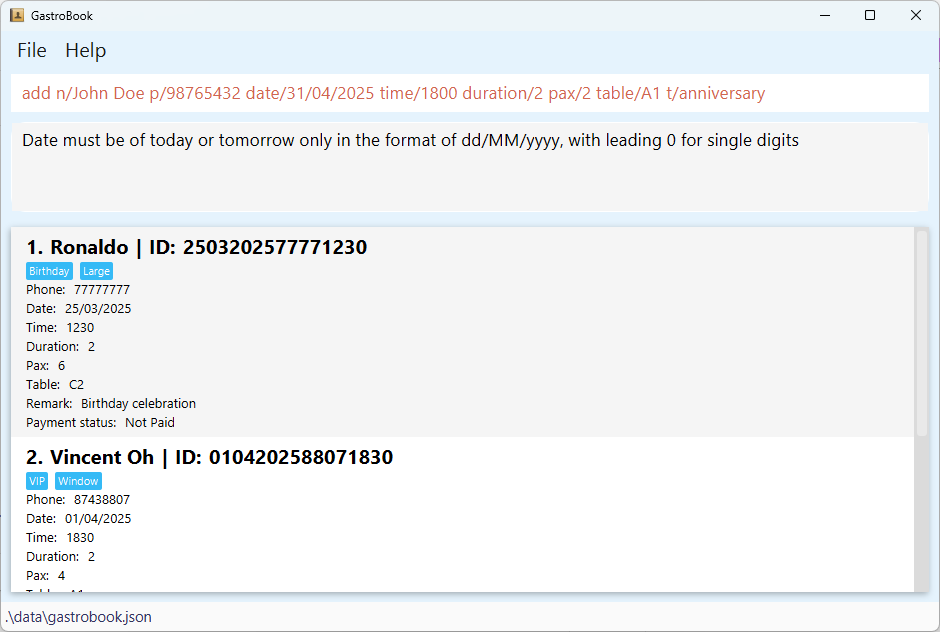 GastroBook
File Help
add n/John Doe p/98765432 date/31/04/2025 time/1800 duration/2 pax/2 table/A1 t/anniversary
Date must be of today or tomorrow only in the format of dd/MM/yyyy, with leading 0 for single digits
1. Ronaldo | ID: 2503202577771230
Birthday Large
Phone: 77777777
Date: 25/03/2025
Time: 1230
Duration: 2
Pax: 6
Table: C2
Remark: Birthday celebration
Payment status: Not Paid
2. Vincent Oh | ID: 0104202588071830
VIP Window
Phone: 87438807
Date: 01/04/2025
Time: 1830
Duration: 2
Pax: 4
.\data\gastrobook.json